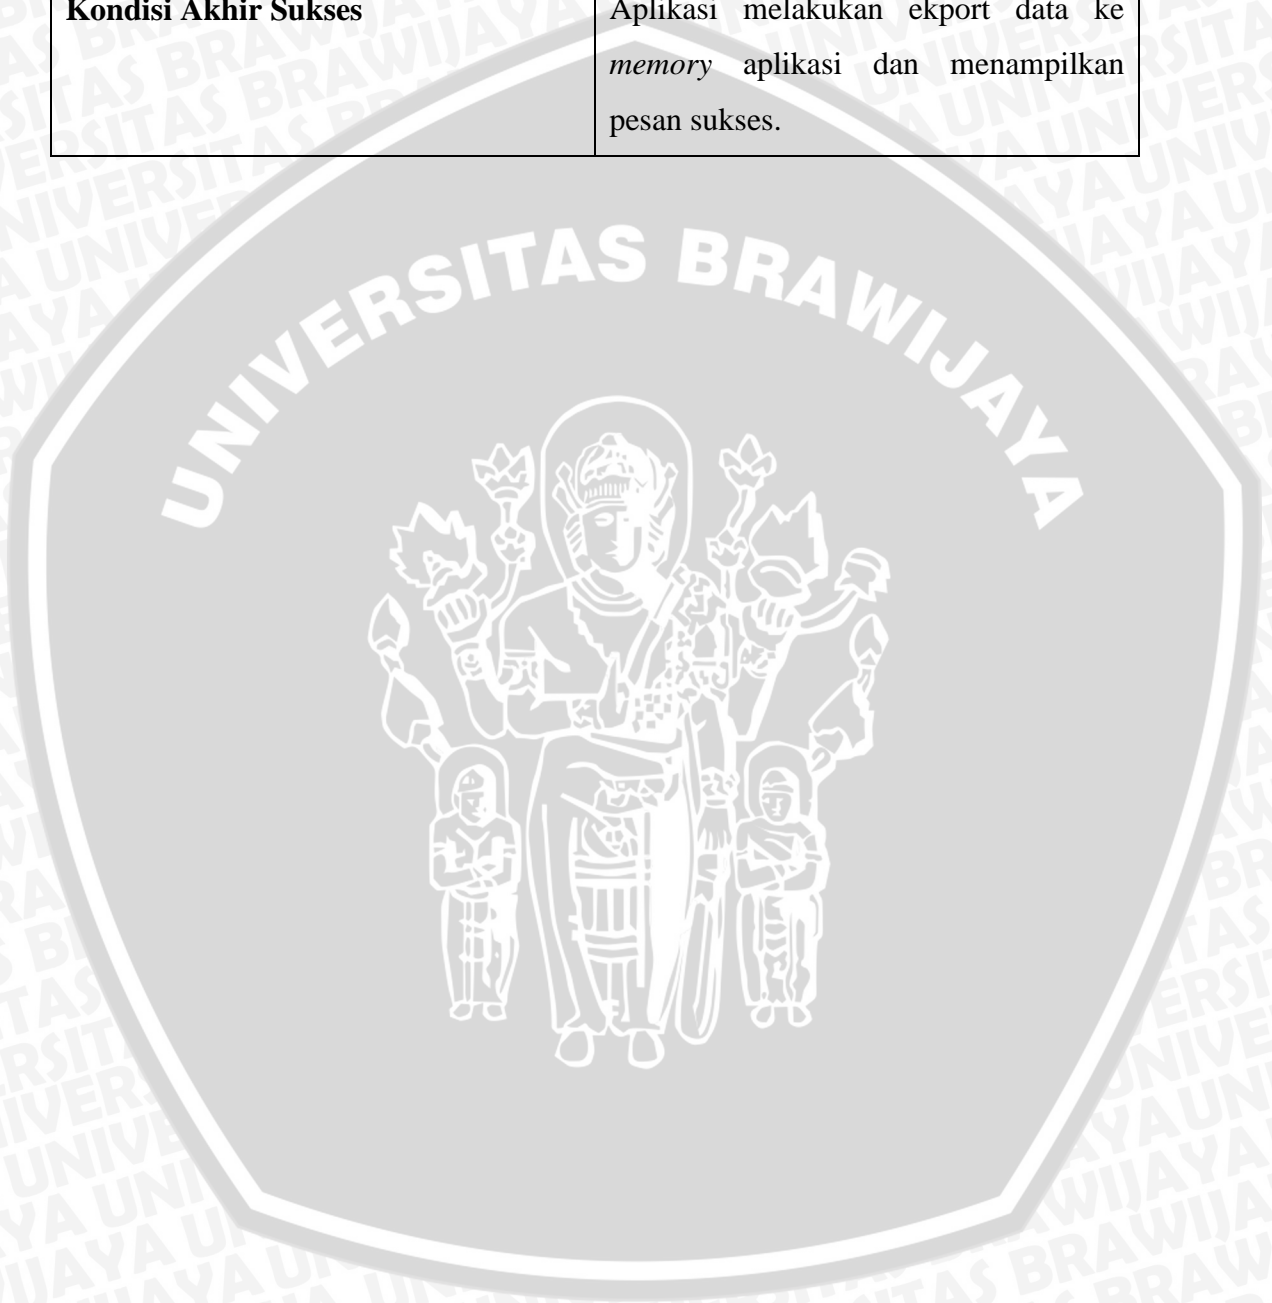 Kondisi Akhir Sukses
Aplikasi melakukan ekport data ke
memory aplikasi dan menampilkan
pesan sukses.
UNIVERSITAS BRAWIJAYA